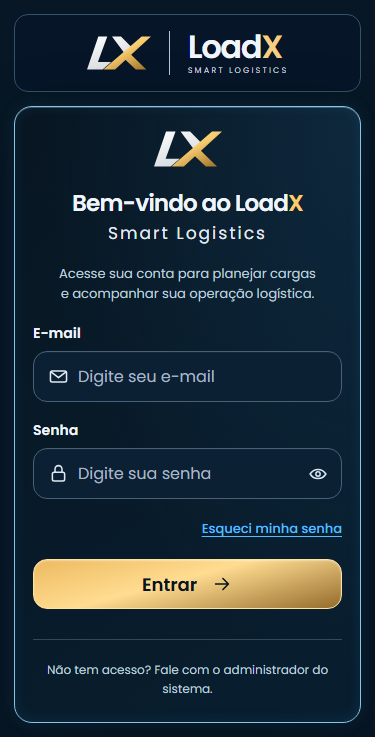 LX
LoadX
SMART LOGISTICS
LX
Bem-vindo ao LoadX
Smart Logistics
Acesse sua conta para planejar cargas
e acompanhar sua operação logística.
E-mail
Digite seu e-mail
Senha
Digite sua senha
Esqueci minha senha
Entrar →
Não tem acesso? Fale com o administrador do
sistema.